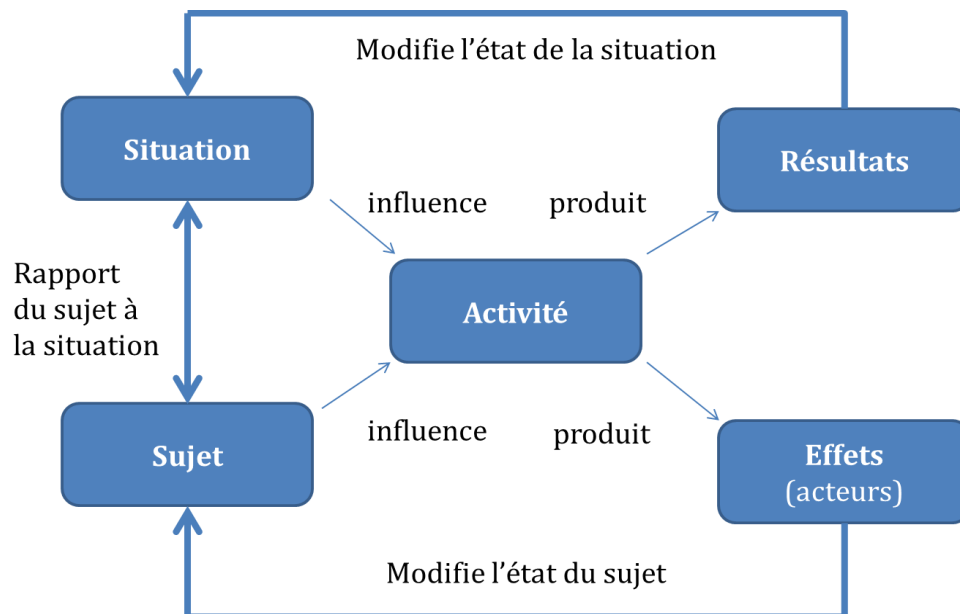 Modifie l’état de la situation
Situation
Résultats
influence
produit
Rapport
du sujet à
la situation
Activité
influence
produit
Sujet
Effets
(acteurs)
Modifie l’état du sujet